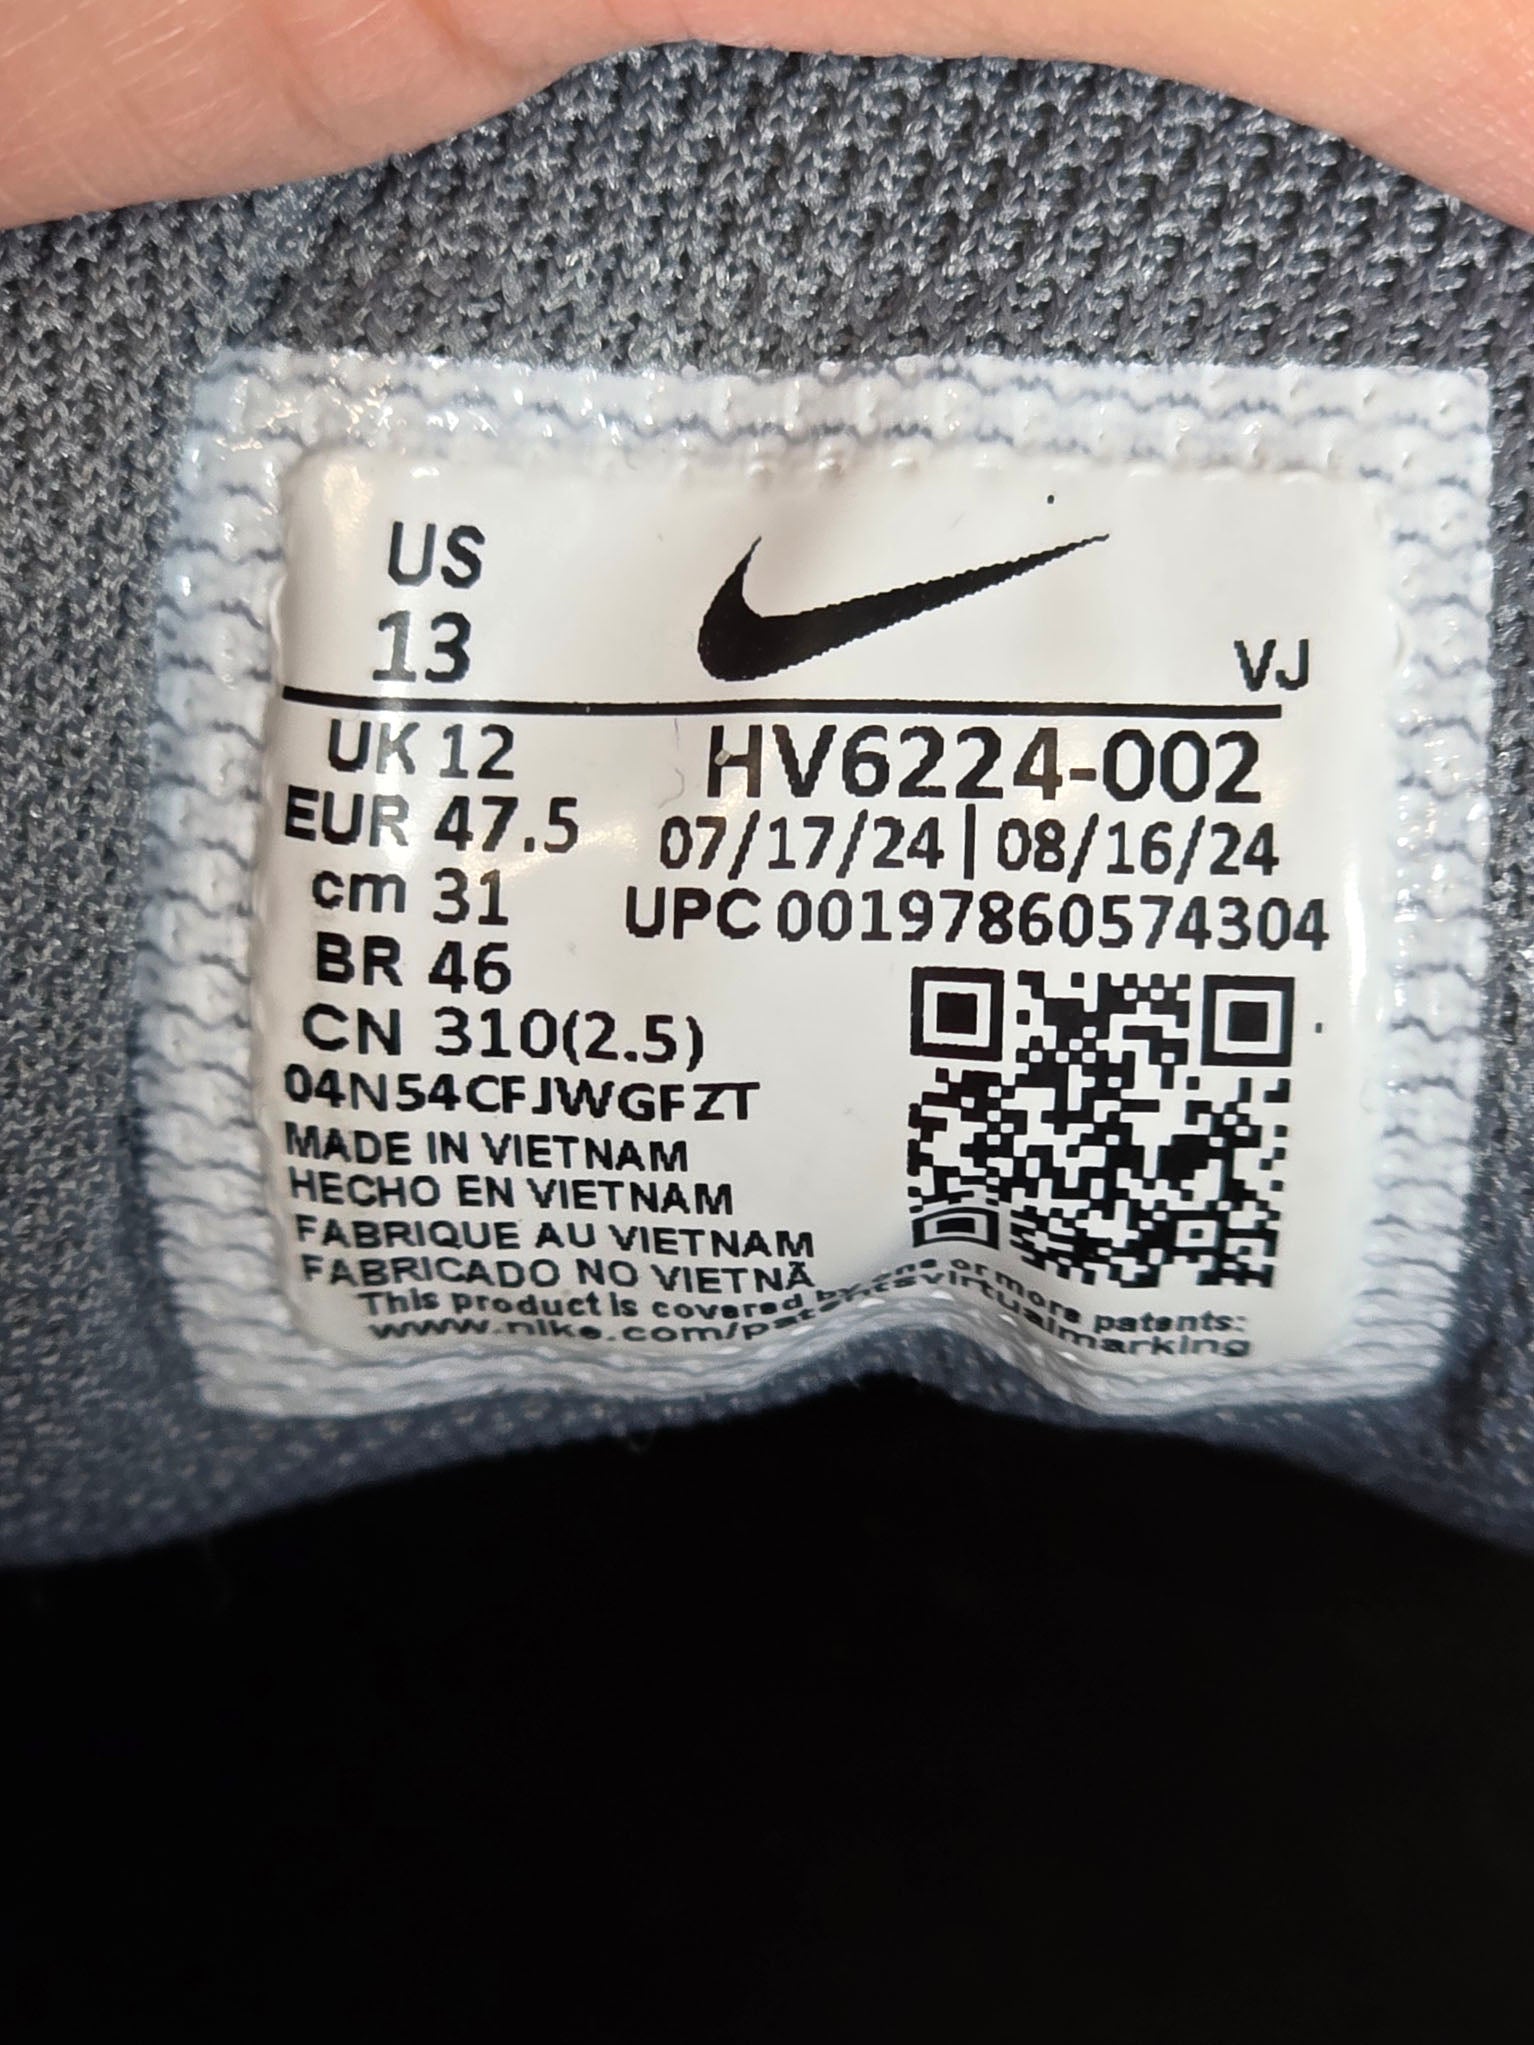 US
13
VJ
UK 12
EUR 47.5
cm 31
BR 46
CN 310(2.5)
HV6224-002
07/17/24 | 08/16/24
UPC 00197860574304
04N54CFJWGFZT
MADE IN VIETNAM
HECHO EN VIETNAM
FABRIQUE AU VIETNAM
FABRICADO NO VIETNÃ
This product is covered by one or more patents:
www.nike.com/patentsvirtualmarking